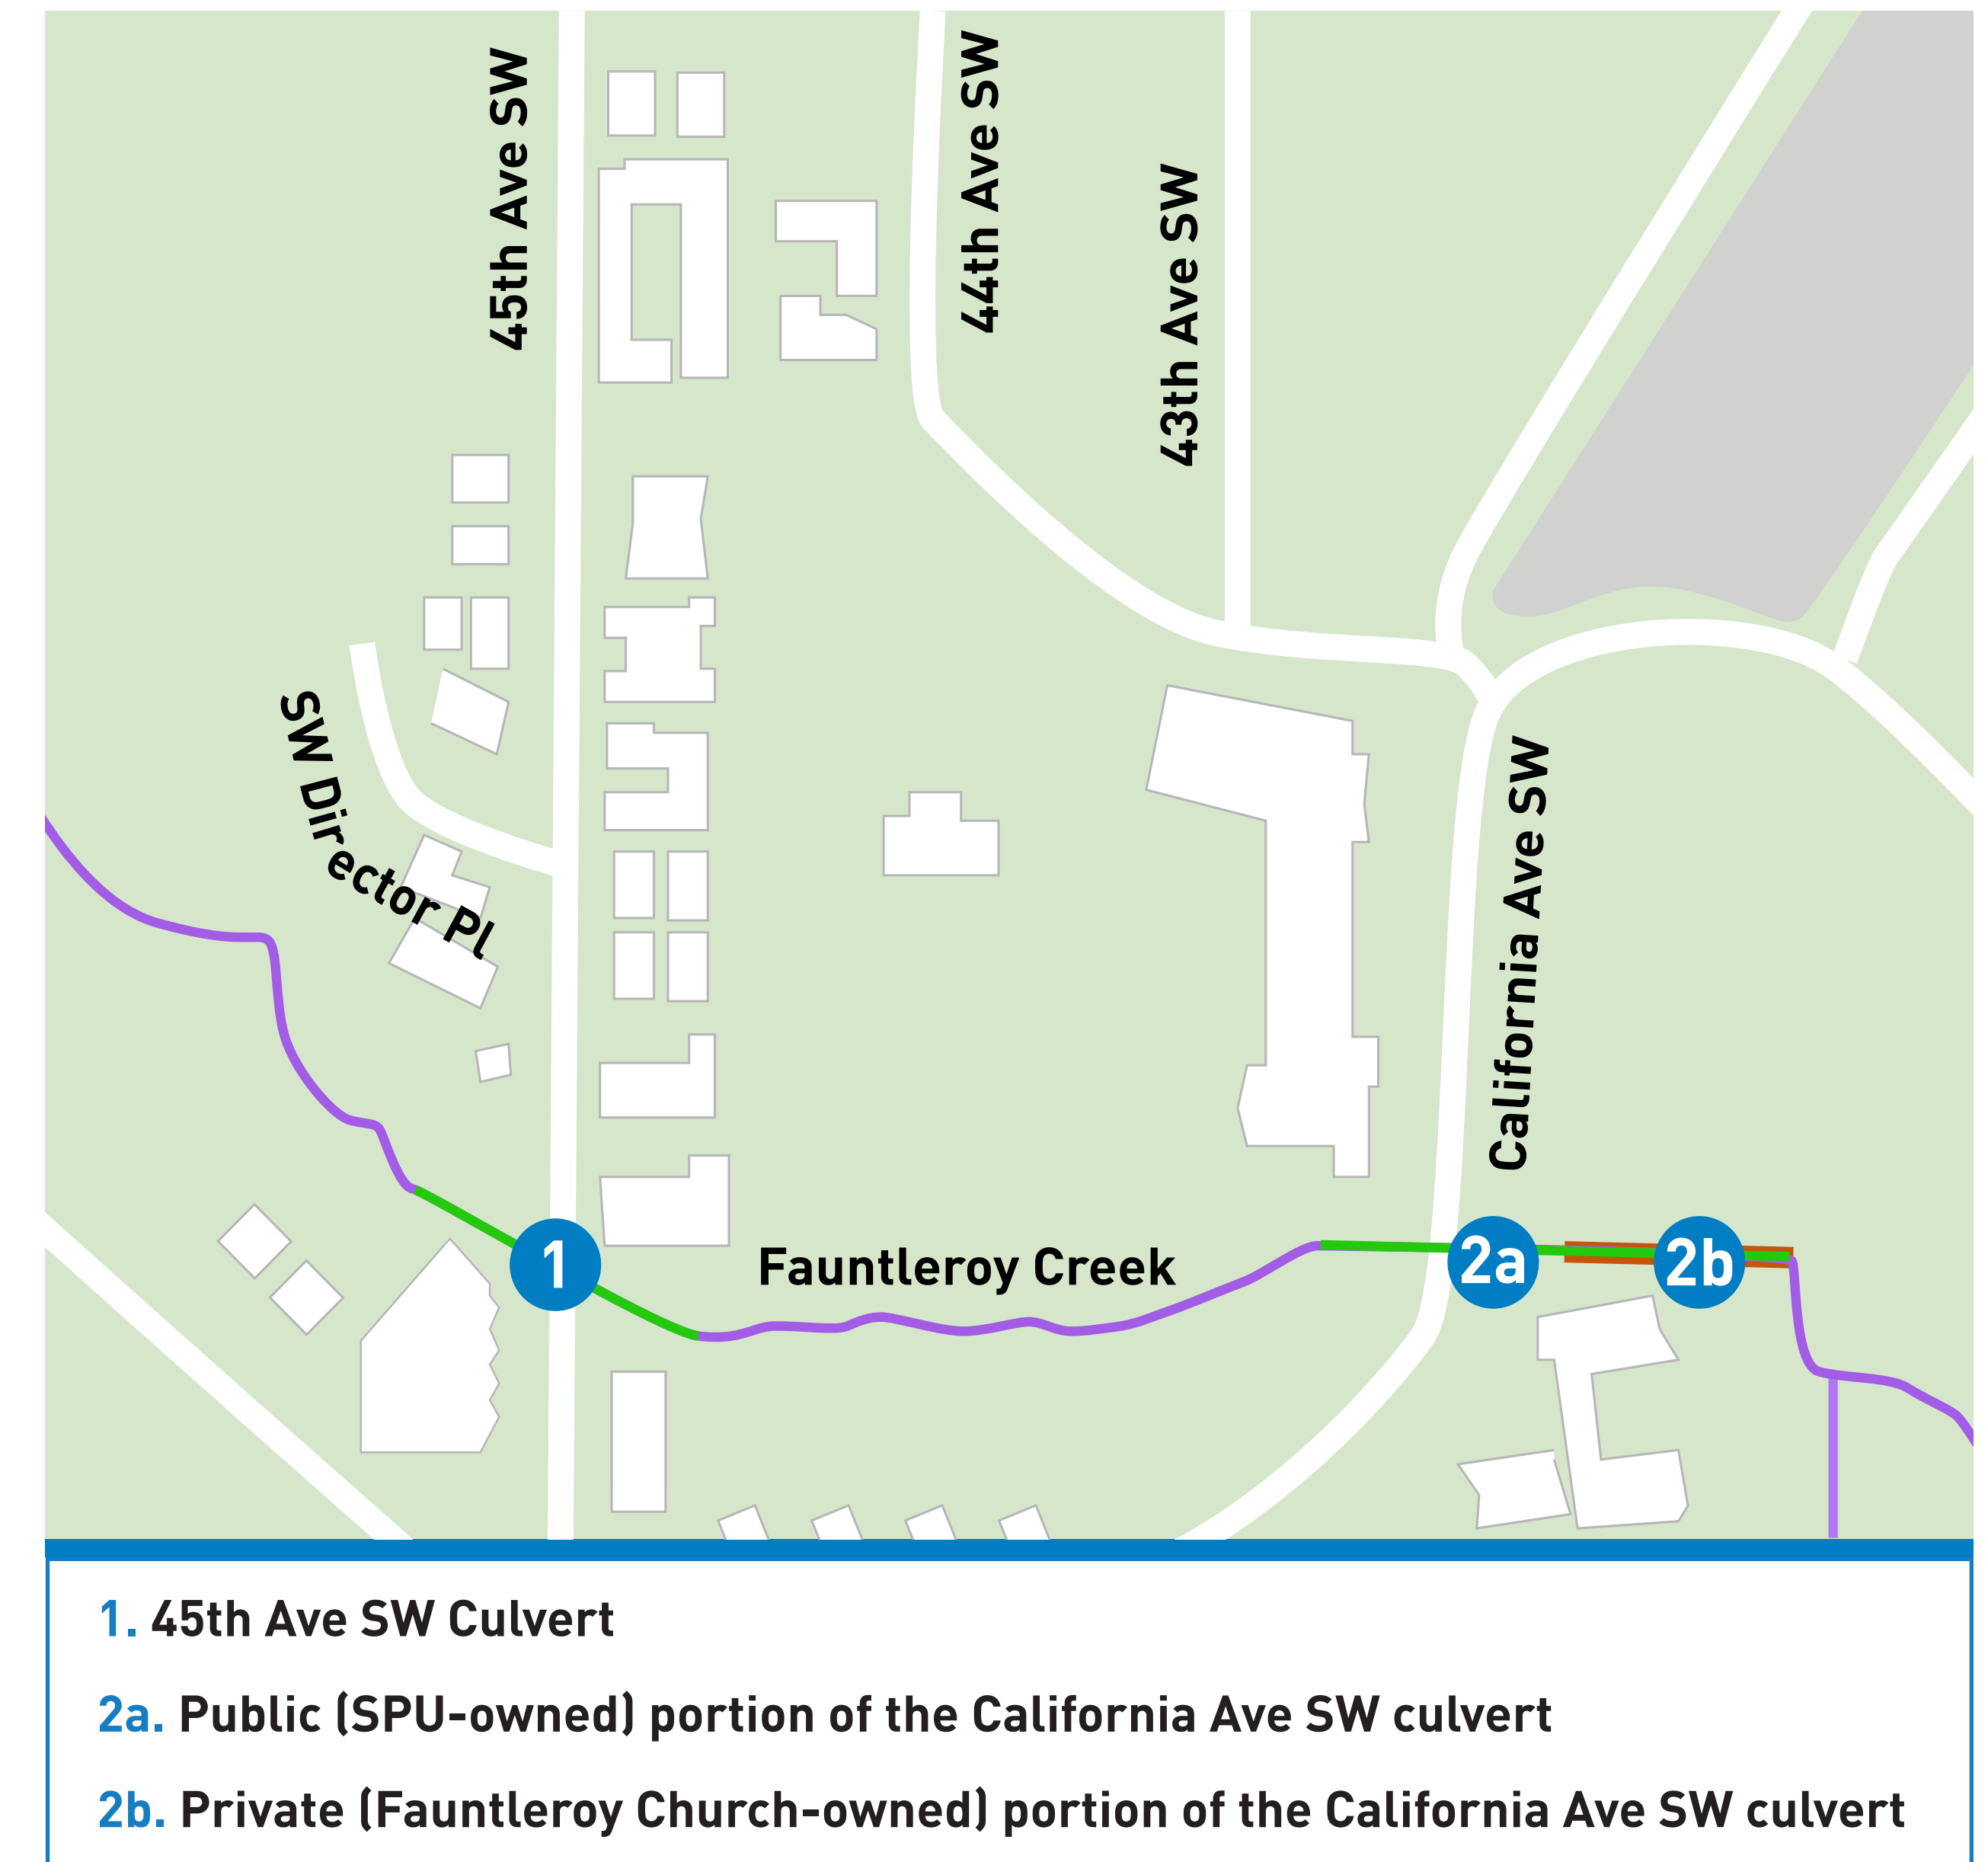 45th Ave SW
44th Ave SW
43th Ave SW
SW Director Pl
California Ave SW
Fauntleroy Creek
1
2a
2b
1. 45th Ave SW Culvert
2a. Public (SPU-owned) portion of the California Ave SW culvert
2b. Private (Fauntleroy Church-owned) portion of the California Ave SW culvert